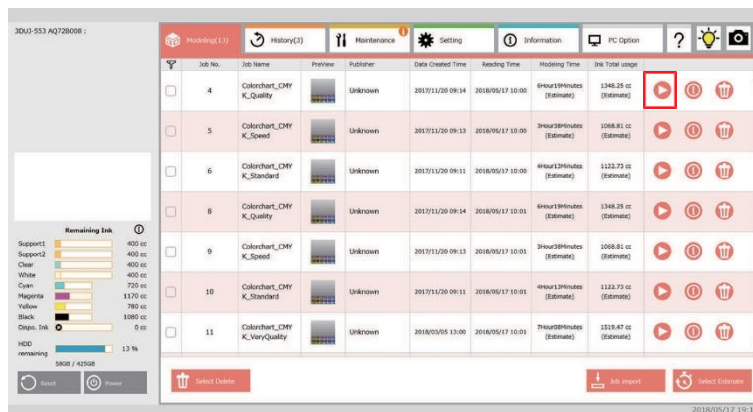 3DUJ-553 AQ72B008 ;
Modeling(13)
History(3)
Maintenance
Setting
Information
PC Option
?
Job No. Job Name PreView Publisher Data Created Time Reading Time Modeling Time Ink Total usage
4 Colorchart_CMY Unknown 2017/11/20 09:14 2018/05/17 10:00 6Hour19Minutes 1348.25 cc
K_Quality (Estimate) (Estimate)
5 Colorchart_CMY Unknown 2017/11/20 09:13 2018/05/17 10:00 3Hour38Minutes 1068.81 cc
K_Speed (Estimate) (Estimate)
6 Colorchart_CMY Unknown 2017/11/20 09:11 2018/05/17 10:00 4Hour13Minutes 1122.73 cc
K_Standard (Estimate) (Estimate)
8 Colorchart_CMY Unknown 2017/11/20 09:14 2018/05/17 10:01 6Hour19Minutes 1348.25 cc
K_Quality (Estimate) (Estimate)
9 Colorchart_CMY Unknown 2017/11/20 09:13 2018/05/17 10:01 3Hour38Minutes 1068.81 cc
K_Speed (Estimate) (Estimate)
10 Colorchart_CMY Unknown 2017/11/20 09:11 2018/05/17 10:01 4Hour13Minutes 1122.73 cc
K_Standard (Estimate) (Estimate)
11 Colorchart_CMY Unknown 2018/03/05 13:00 2018/05/17 10:01 7Hour08Minutes 1519.47 cc
K_VeryQuality (Estimate) (Estimate)
Remaining Ink
Support1 400 cc
Support2 400 cc
Clear 400 cc
White 400 cc
Cyan 720 cc
Magenta 1170 cc
Yellow 780 cc
Black 1080 cc
Dispo. Ink 0 cc
HDD
remaining 13 %
58GB / 425GB
Reset
Power
Select Delete
Job import
Select Estimate